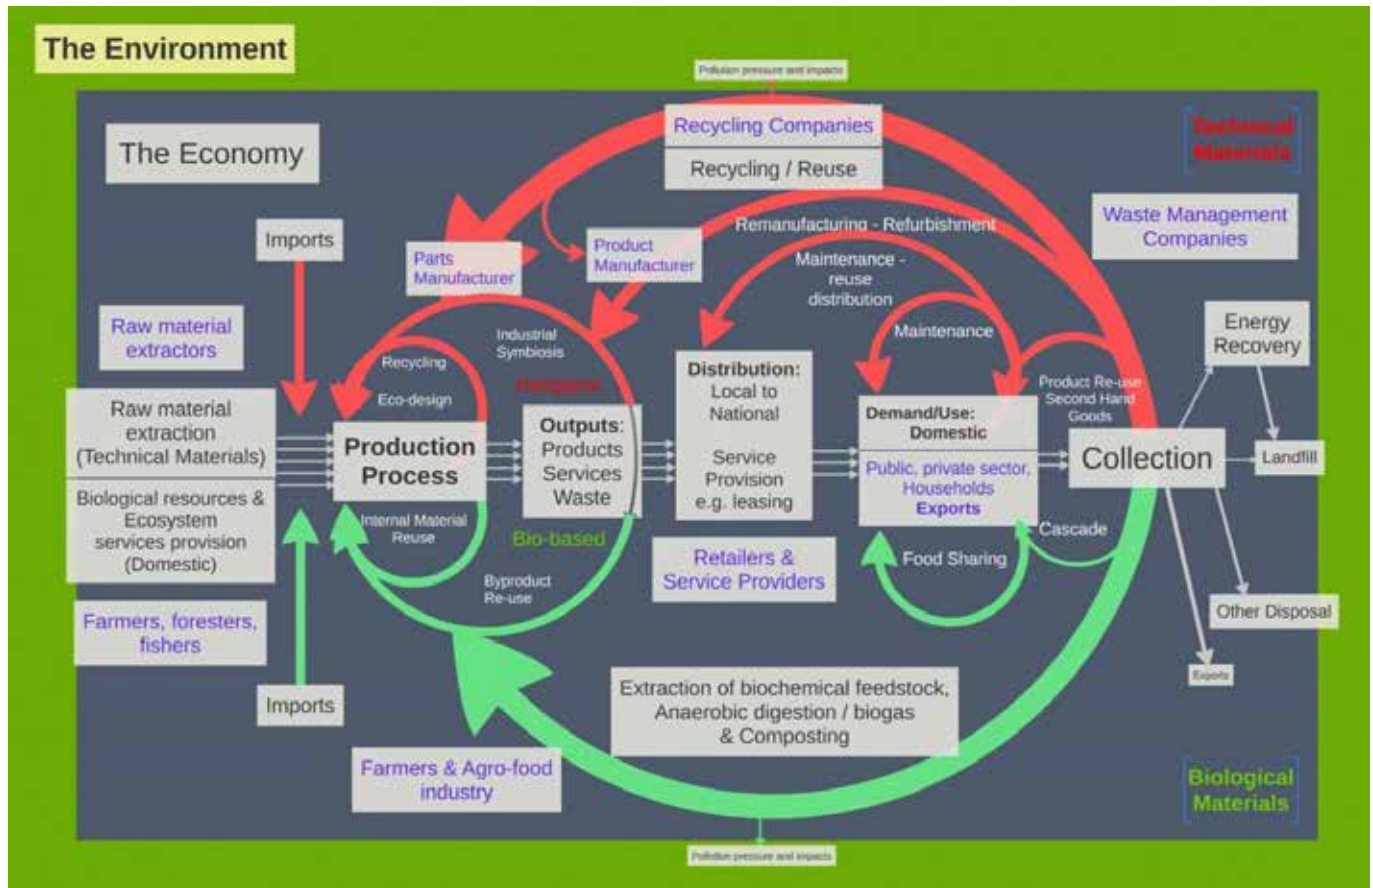 The Environment
Pollution pressure and impacts
The Economy
Recycling Companies
Recycling / Reuse
Technical
Materials
Waste Management
Companies
Imports
Parts
Manufacturer
Product
Manufacturer
Remanufacturing - Refurbishment
Maintenance -
reuse
distribution
Maintenance
Raw material
extractors
Recycling
Eco-design
Industrial
Symbiosis
Energy
Recovery
Product Re-use
Second Hand
Goods
Raw material
extraction
(Technical Materials)
Biological resources &
Ecosystem
services provision
(Domestic)
Production
Process
Outputs:
Products
Services
Waste
Distribution:
Local to
National
Service
Provision
e.g. leasing
Demand/Use:
Domestic
Public, private sector,
Households
Exports
Collection
Landfill
Internal Material
Reuse
Bio-based
Byproduct
Re-use
Retailers &
Service Providers
Food Sharing
Cascade
Farmers, foresters,
fishers
Other Disposal
Exports
Imports
Extraction of biochemical feedstock,
Anaerobic digestion / biogas
& Composting
Farmers & Agro-food
industry
Biological
Materials
Pollution pressure and impacts